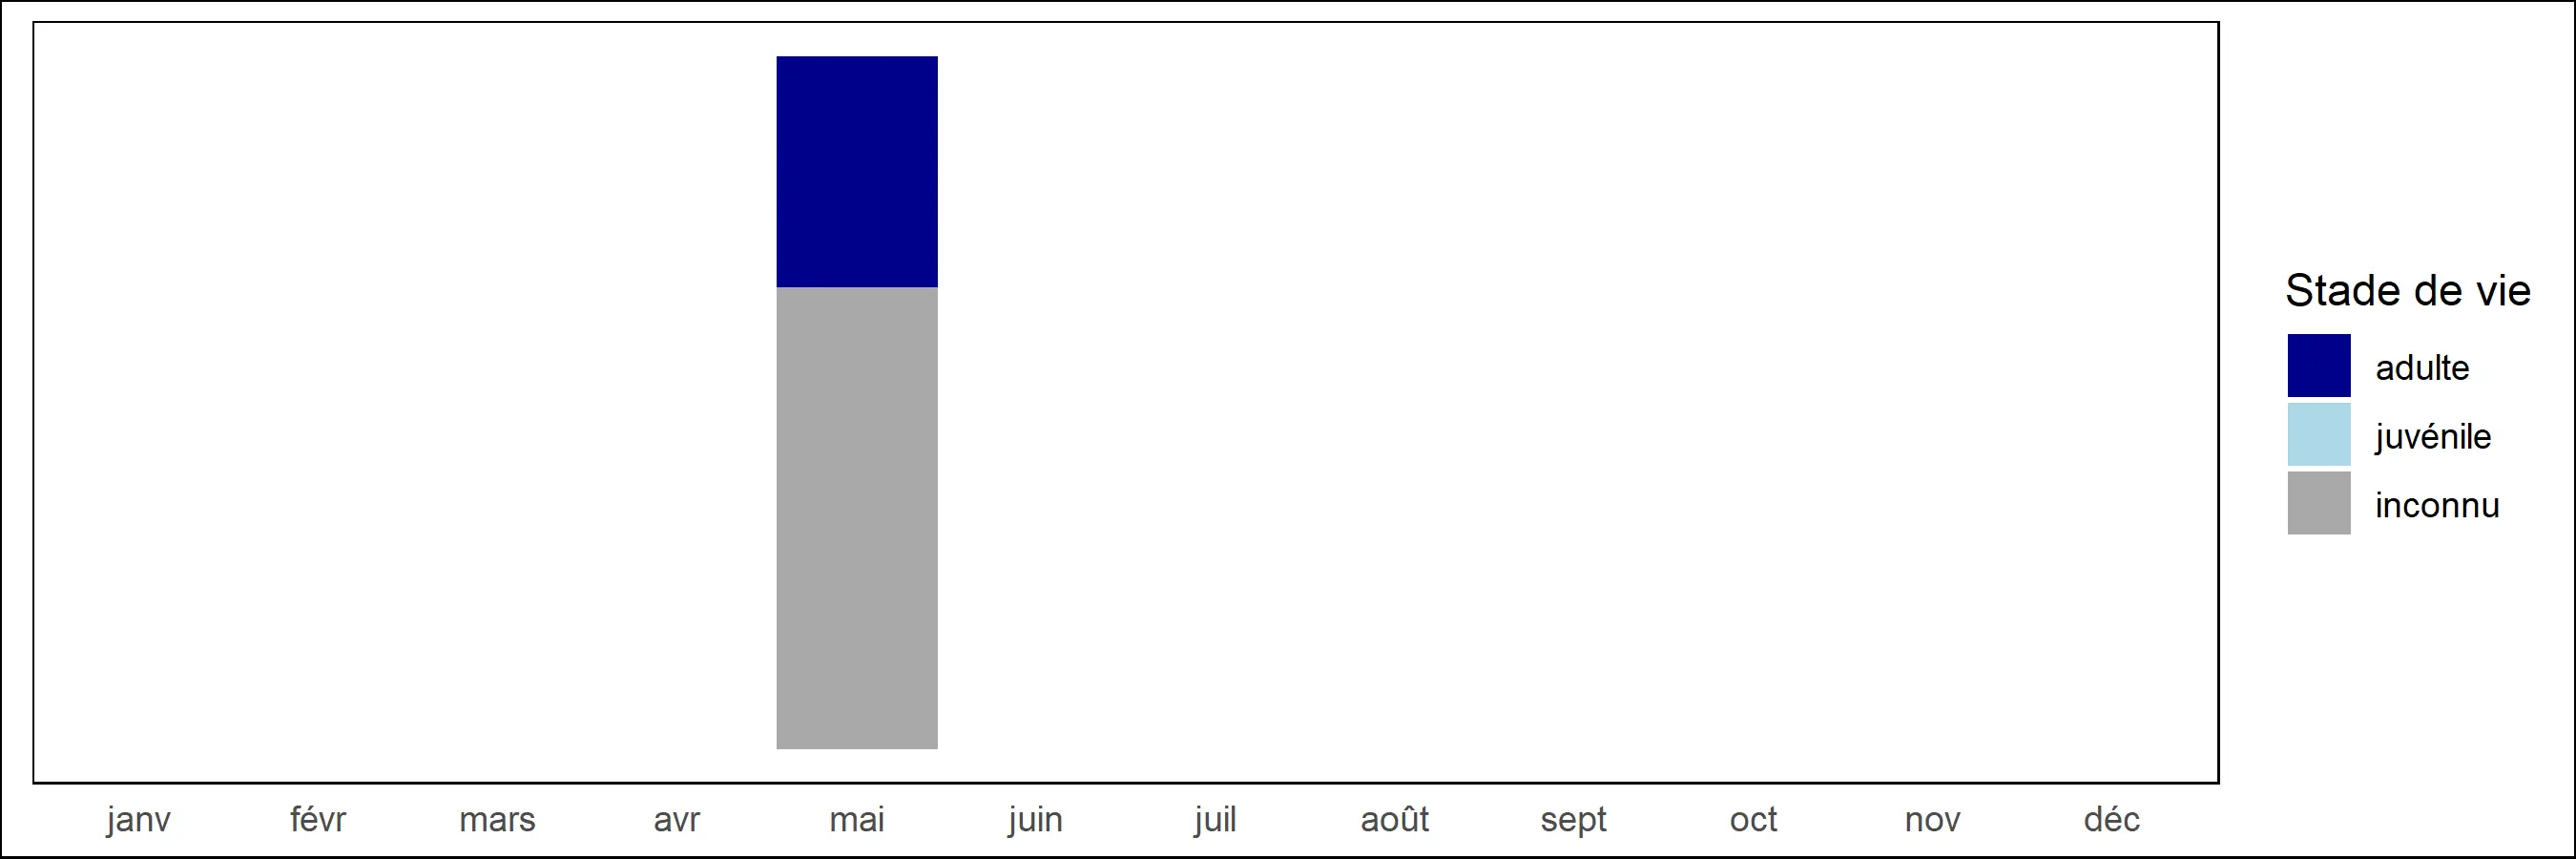 Stade de vie
adulte
juvénile
inconnu
janv févr mars avr mai juin juil août sept oct nov déc